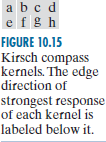 a b c d
e f g h
FIGURE 10.15
Kirsch compass
kernels. The edge
direction of
strongest response
of each kernel is
labeled below it.